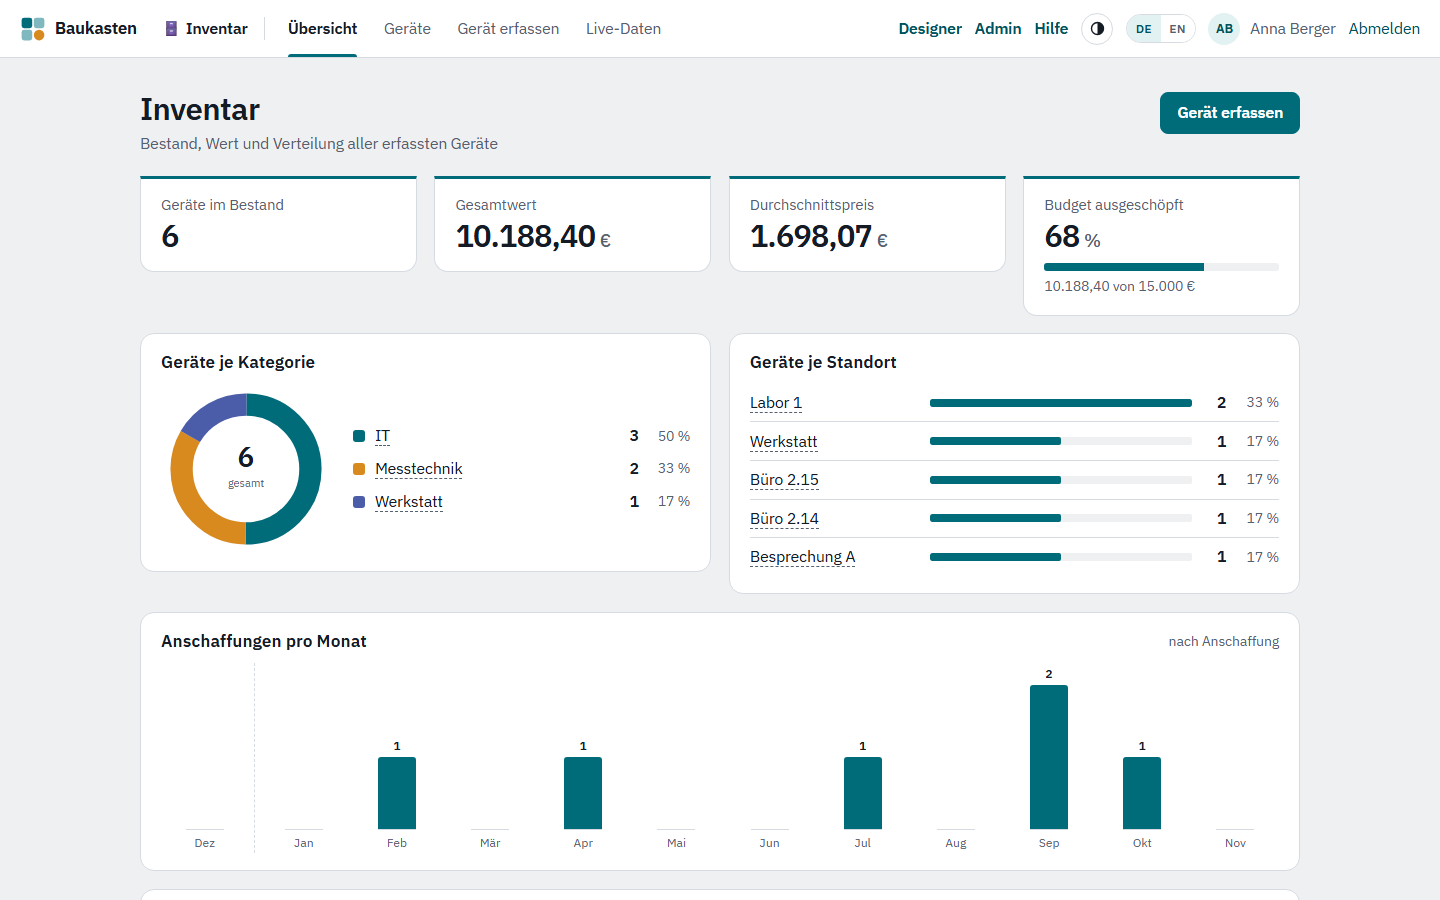 Baukasten
Inventar
Übersicht
Geräte
Gerät erfassen
Live-Daten
Designer
Admin
Hilfe
DE
EN
AB
Anna Berger
Abmelden
Inventar
Bestand, Wert und Verteilung aller erfassten Geräte
Gerät erfassen
Geräte im Bestand
6
Gesamtwert
10.188,40 €
Durchschnittspreis
1.698,07 €
Budget ausgeschöpft
68 %
10.188,40 von 15.000 €
Geräte je Kategorie
6
gesamt
IT 3 50 %
Messtechnik 2 33 %
Werkstatt 1 17 %
Geräte je Standort
Labor 1 2 33 %
Werkstatt 1 17 %
Büro 2.15 1 17 %
Büro 2.14 1 17 %
Besprechung A 1 17 %
Anschaffungen pro Monat
nach Anschaffung
1 1 1 2 1
Dez Jan Feb Mär Apr Mai Jun Jul Aug Sep Okt Nov